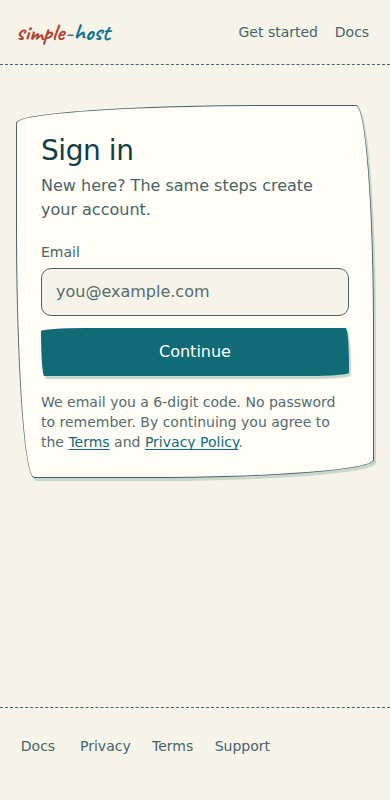 simple-host
Get started Docs
Sign in
New here? The same steps create
your account.
Email
you@example.com
Continue
We email you a 6-digit code. No password
to remember. By continuing you agree to
the Terms and Privacy Policy.
Docs Privacy Terms Support